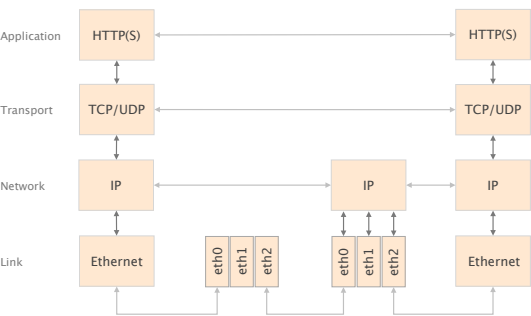 Application HTTP(S) HTTP(S)
Transport TCP/UDP TCP/UDP
Network IP IP IP
Link Ethernet eth0 eth1 eth2 eth0 eth1 eth2 Ethernet